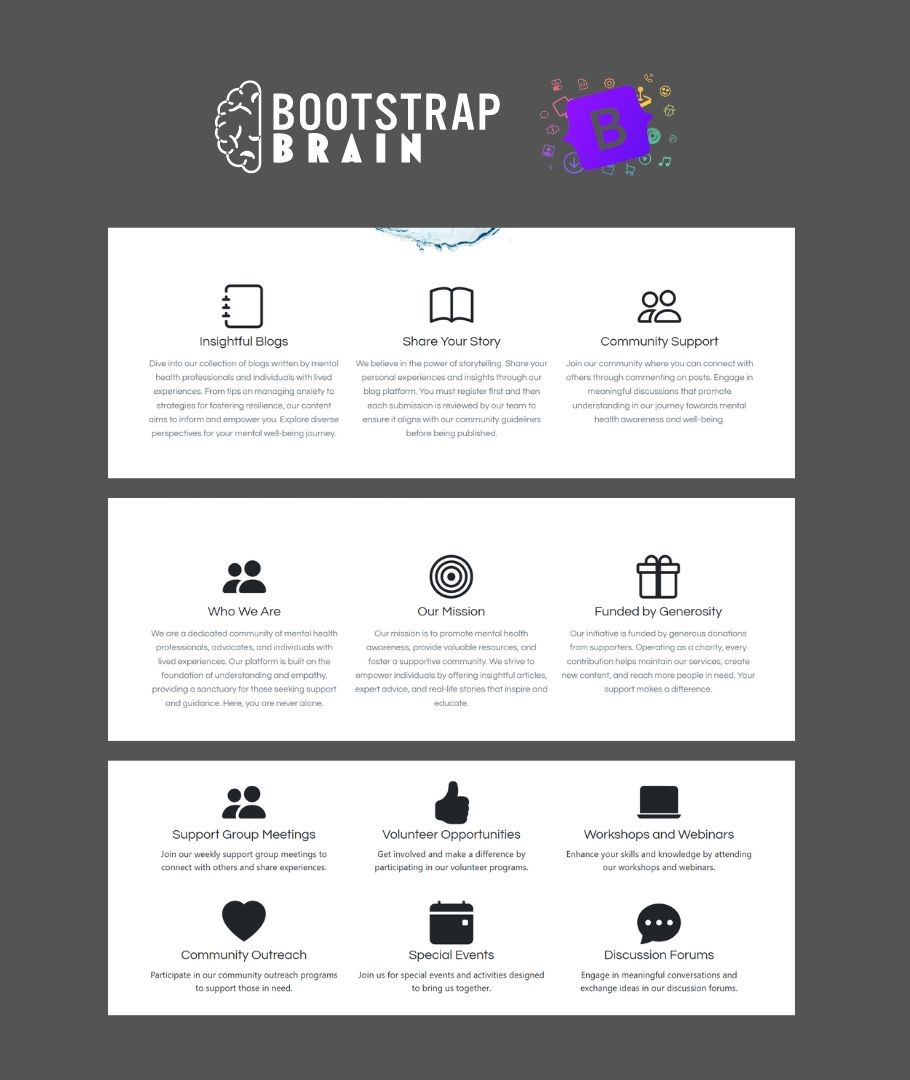 BOOTSTRAP
BRAIN
B
Insightful Blogs
Dive into our collection of blogs written by mental
health professionals and individuals with lived
experiences. From tips on managing anxiety to
strategies for fostering resilience, our content
aims to inform and empower you. Explore diverse
perspectives for your mental well-being journey.
Share Your Story
We believe in the power of storytelling. Share your
personal experiences and insights through our
blog platform. You must register first and then
each submission is reviewed by our team to
ensure it aligns with our community guidelines
before being published.
Community Support
Join our community where you can connect with
others through commenting on posts. Engage in
meaningful discussions that promote
understanding in our journey towards mental
health awareness and well-being.
Who We Are
We are a dedicated community of mental health
professionals, advocates, and individuals with
lived experiences. Our platform is built on the
foundation of understanding and empathy,
providing a sanctuary for those seeking support
and guidance. Here, you are never alone.
Our Mission
Our mission is to promote mental health
awareness, provide valuable resources, and
foster a supportive community. We strive to
empower individuals by offering insightful articles,
expert advice, and real-life stories that inspire and
educate.
Funded by Generosity
Our initiative is funded by generous donations
from supporters. Operating as a charity, every
contribution helps maintain our services, create
new content, and reach more people in need. Your
support makes a difference.
Support Group Meetings
Join our weekly support group meetings to
connect with others and share experiences.
Volunteer Opportunities
Get involved and make a difference by
participating in our volunteer programs.
Workshops and Webinars
Enhance your skills and knowledge by attending
our workshops and webinars.
Community Outreach
Participate in our community outreach programs
to support those in need.
Special Events
Join us for special events and activities designed
to bring us together.
Discussion Forums
Engage in meaningful conversations and
exchange ideas in our discussion forums.